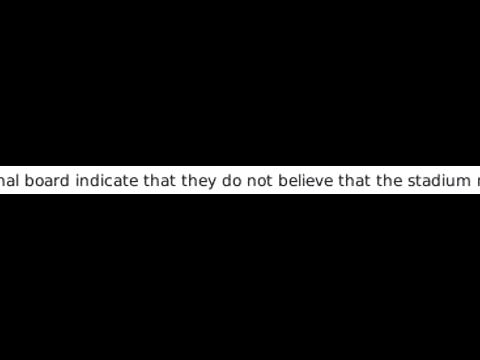 nal board indicate that they do not believe that the stadium